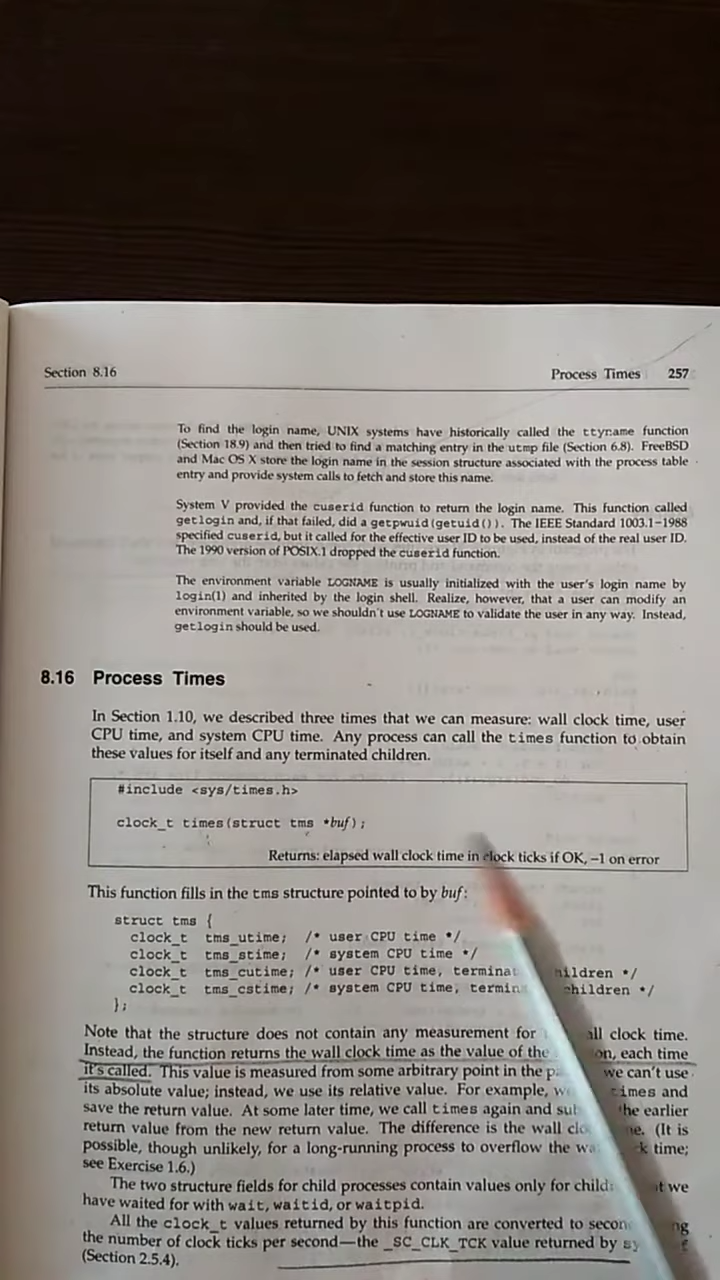 Section 8.16 Process Times 257
To find the login name, UNIX systems have historically called the ttyname function
(Section 18.9) and then tried to find a matching entry in the utmp file (Section 6.8). FreeBSD
and Mac OS X store the login name in the session structure associated with the process table
entry and provide system calls to fetch and store this name.
System V provided the cuserid function to return the login name. This function called
getlogin and, if that failed, did a getpwuid(getuid()). The IEEE Standard 1003.1–1988
specified cuserid, but it called for the effective user ID to be used, instead of the real user ID.
The 1990 version of POSIX.1 dropped the cuserid function.
The environment variable LOGNAME is usually initialized with the user's login name by
login(1) and inherited by the login shell. Realize, however, that a user can modify an
environment variable, so we shouldn't use LOGNAME to validate the user in any way. Instead,
getlogin should be used.
8.16 Process Times
In Section 1.10, we described three times that we can measure: wall clock time, user
CPU time, and system CPU time. Any process can call the times function to obtain
these values for itself and any terminated children.
#include <sys/times.h>
clock_t times(struct tms *buf);
Returns: elapsed wall clock time in clock ticks if OK, –1 on error
This function fills in the tms structure pointed to by buf:
struct tms {
clock_t tms_utime; /* user CPU time */
clock_t tms_stime; /* system CPU time */
clock_t tms_cutime; /* user CPU time, children */
clock_t tms_cstime; /* system CPU time, children */
};
Note that the structure does not contain any measurement for clock time.
Instead, the function returns the wall clock time as the value of the each time
it's called. This value is measured from some arbitrary point in the we can't use
its absolute value; instead, we use its relative value. For example, times and
save the return value. At some later time, we call times again and the earlier
return value from the new return value. The difference is the wall (It is
possible, though unlikely, for a long-running process to overflow the time;
see Exercise 1.6.)
The two structure fields for child processes contain values only for we
have waited for with wait, waitid, or waitpid.
All the clock_t values returned by this function are converted to
the number of clock ticks per second—the _SC_CLK_TCK value returned by
(Section 2.5.4).